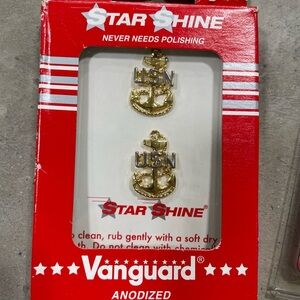 STAR SHINE
NEVER NEEDS POLISHING
USN
USN
STAR SHINE®
clean, rub gently with a soft dry
th. Do not clean with
Vanguard®
ANODIZED